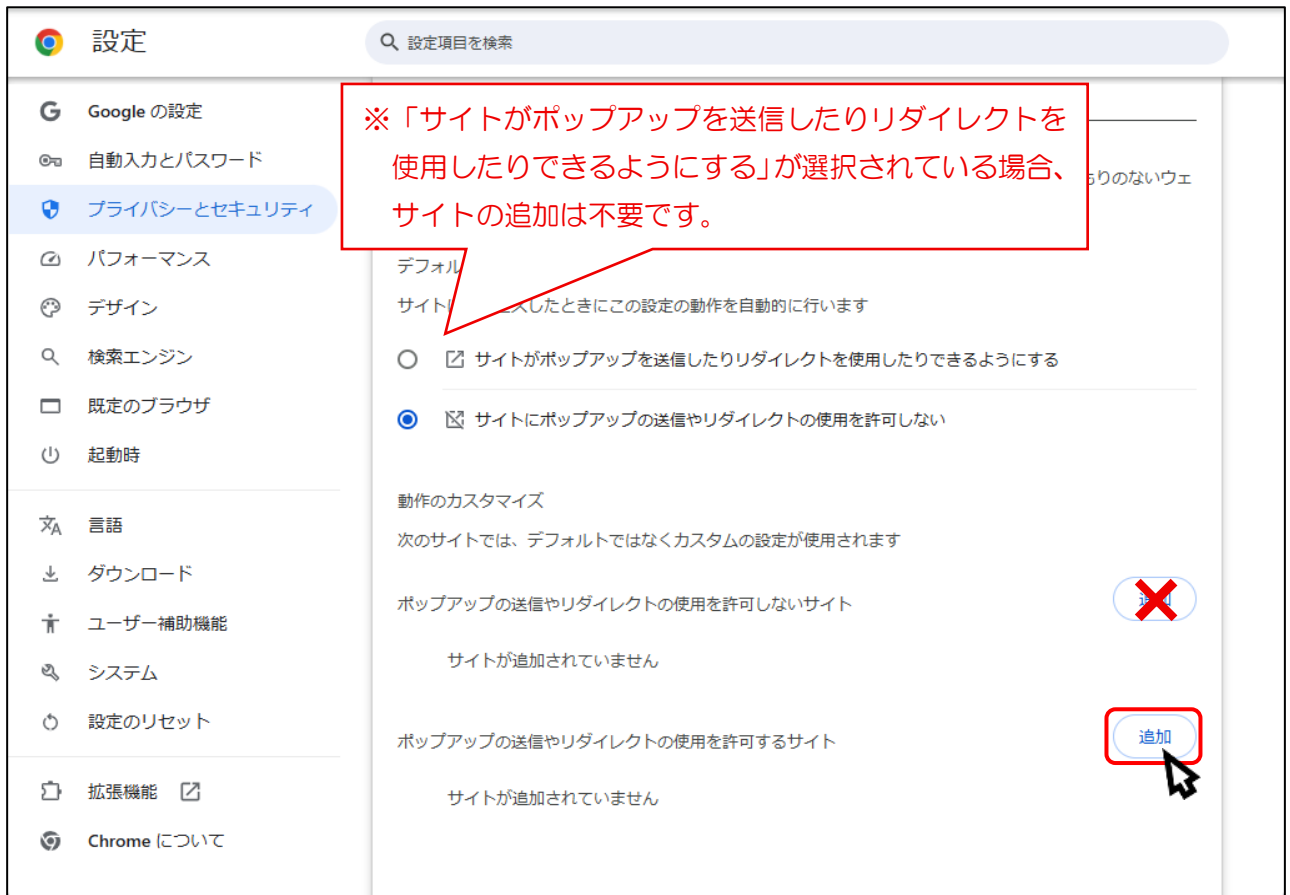 設定
設定項目を検索
Google の設定
自動入力とパスワード
プライバシーとセキュリティ
パフォーマンス
デザイン
検索エンジン
既定のブラウザ
起動時
言語
ダウンロード
ユーザー補助機能
システム
設定のリセット
拡張機能
Chrome について
※「サイトがポップアップを送信したりリダイレクトを
使用したりできるようにする」が選択されている場合、
サイトの追加は不要です。
りのないウェ
デフォル
サイト スしたときにこの設定の動作を自動的に行います
サイトがポップアップを送信したりリダイレクトを使用したりできるようにする
サイトにポップアップの送信やリダイレクトの使用を許可しない
動作のカスタマイズ
次のサイトでは、デフォルトではなくカスタムの設定が使用されます
ポップアップの送信やリダイレクトの使用を許可しないサイト
サイトが追加されていません
ポップアップの送信やリダイレクトの使用を許可するサイト
追加
サイトが追加されていません